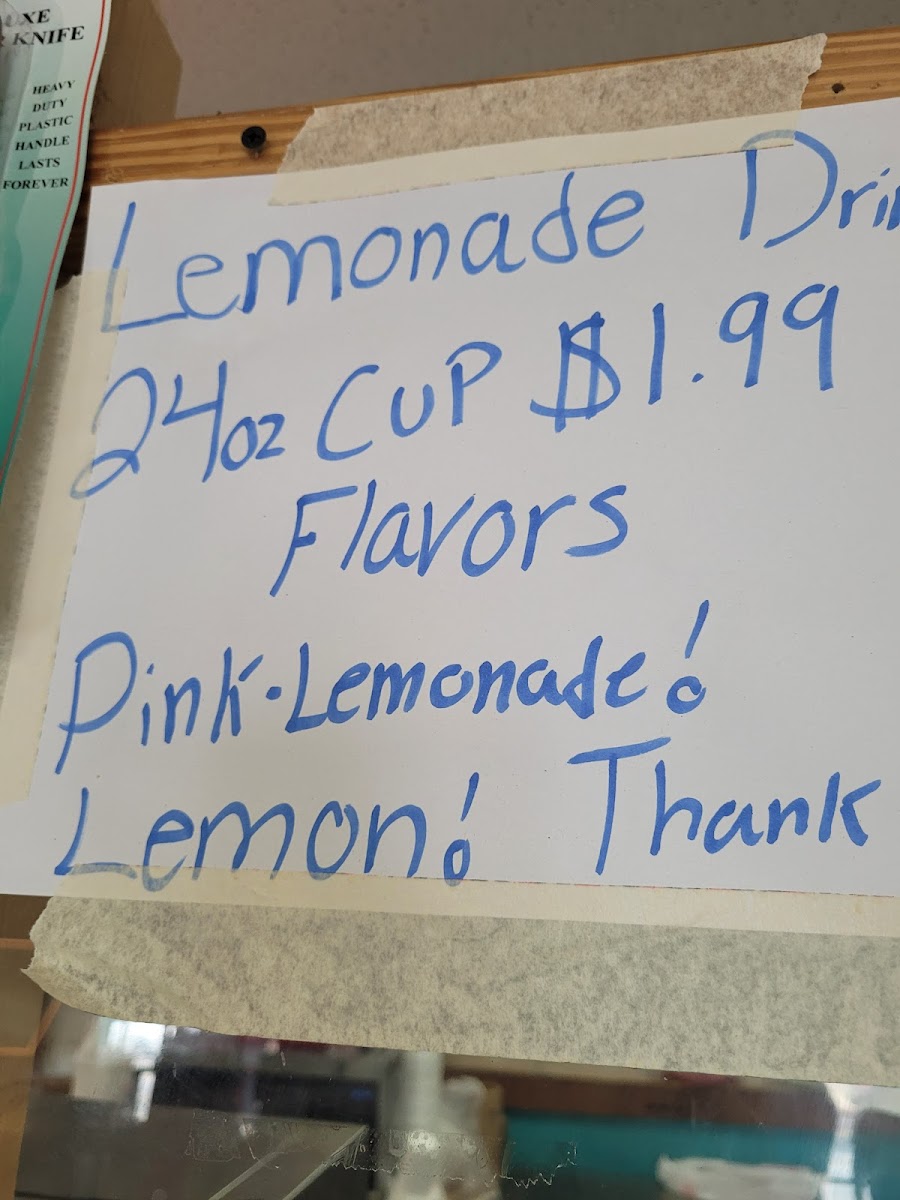 KNIFE
HEAVY
DUTY
PLASTIC
HANDLE
LASTS
FOREVER
Lemonade Dri
24oz CuP $1.99
Flavors
Pink-Lemonade!
Lemon! Thank